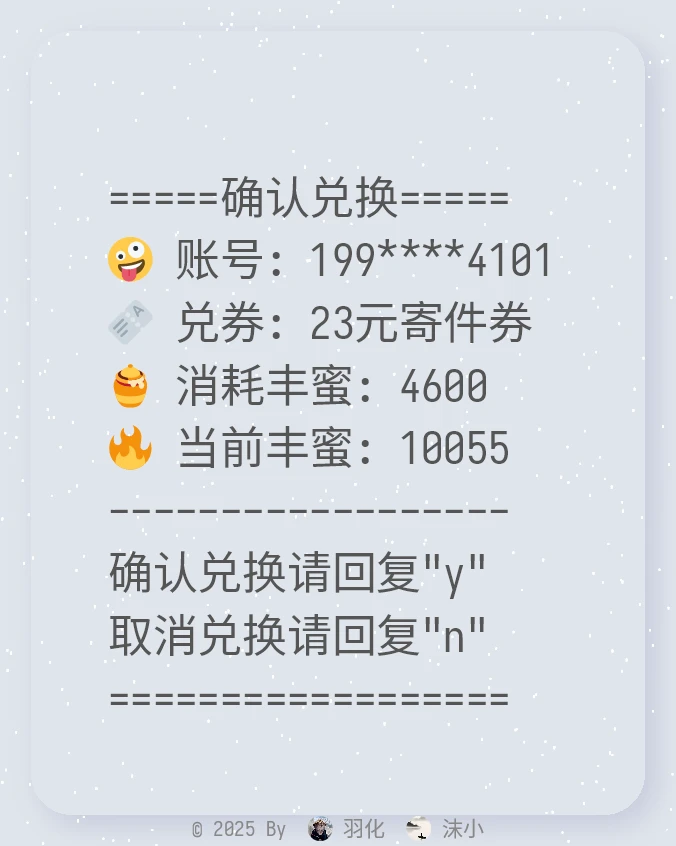 =====确认兑换=====
🤪 账号: 199****4101
🎟️ 兑券: 23元寄件券
🍯 消耗丰蜜: 4600
🔥 当前丰蜜: 10055
------------------
确认兑换请回复"y"
取消兑换请回复"n"
==================
© 2025 By 羽化 沫小